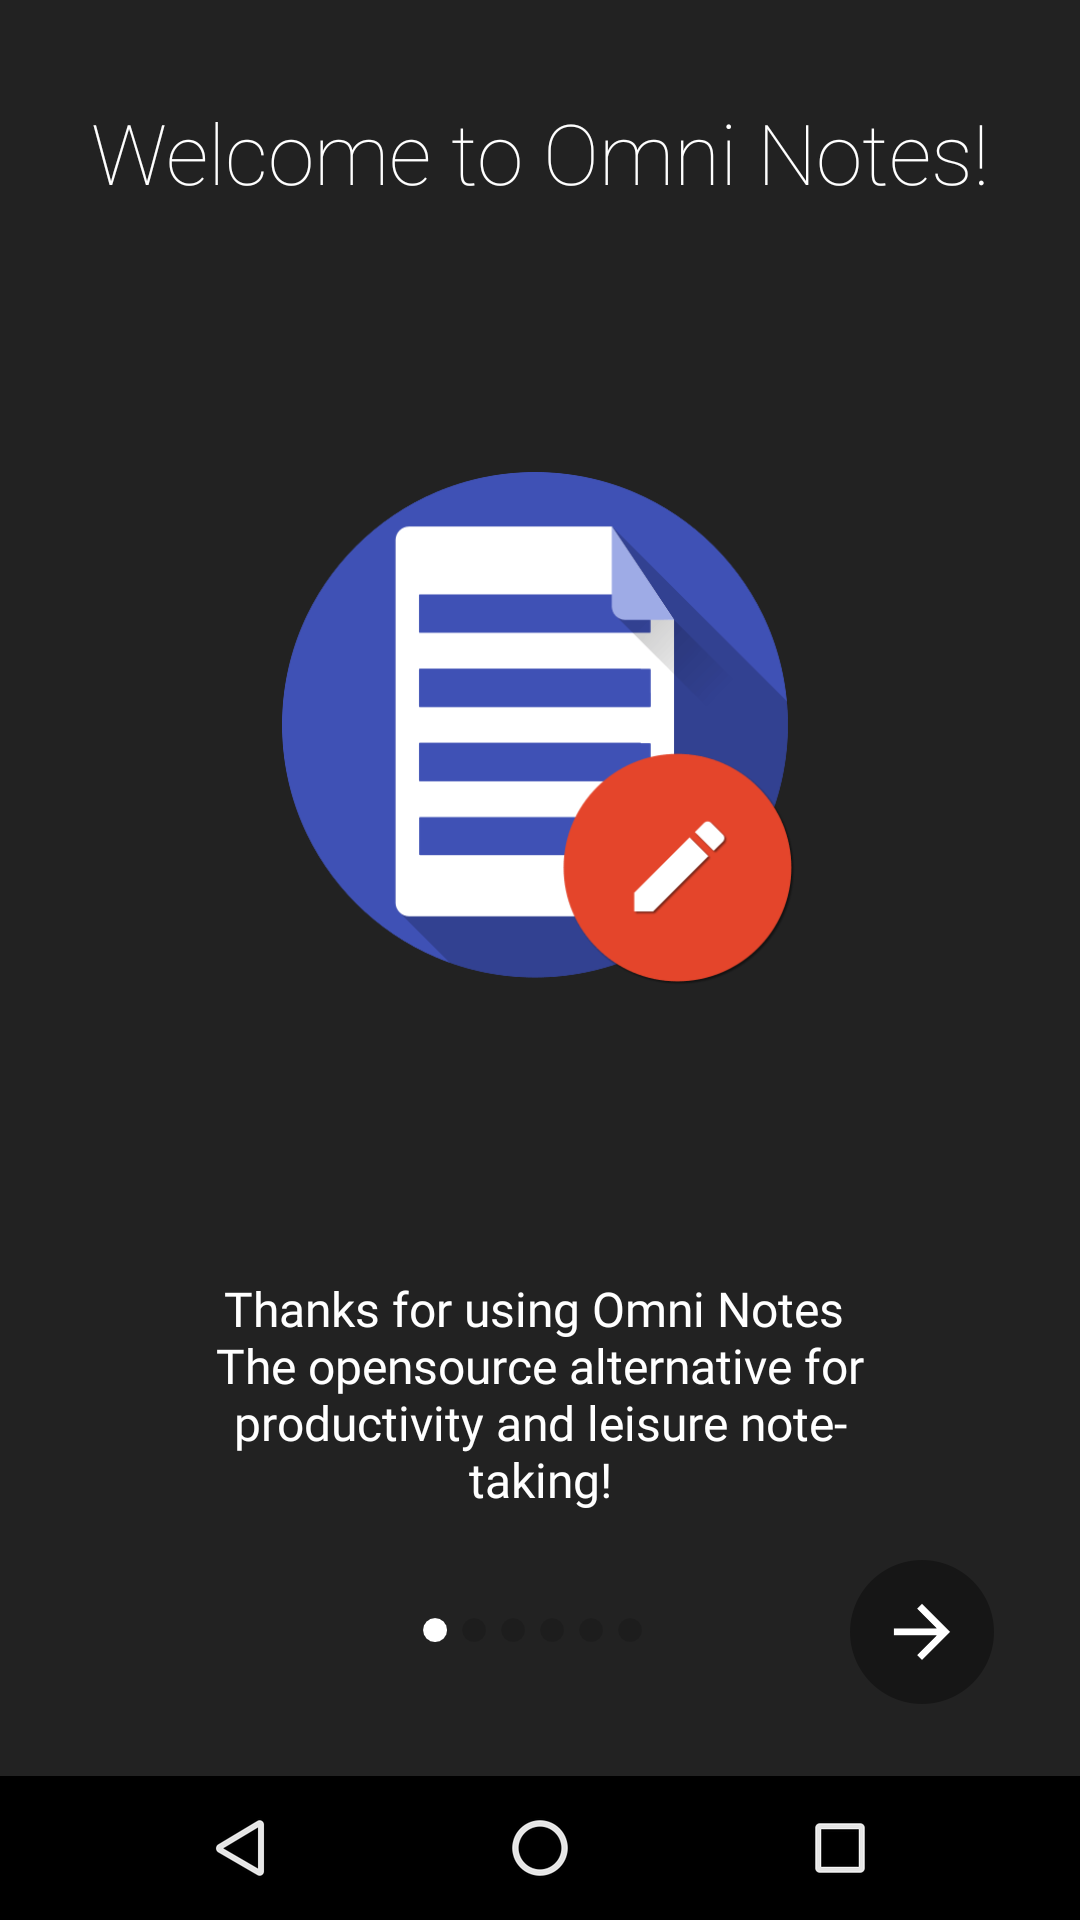 Welcome to Omni Notes!
Thanks for using Omni Notes
The opensource alternative for
productivity and leisure note-
taking!